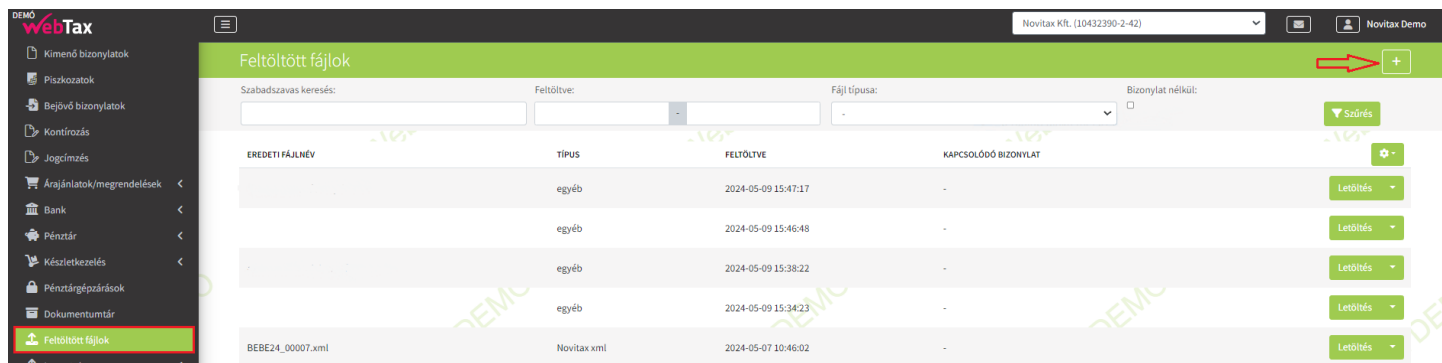 DEMÓ
WebTax
Novitax Kft. (10432390-2-42)
Novitax Demo
Kimenő bizonylatok
Piszkozatok
Bejövő bizonylatok
Kontírozás
Jogcímzés
Árajánlatok/megrendelések
Bank
Pénztár
Készletkezelés
Pénztárgépzárások
Dokumentumtár
Feltöltött fájlok
Feltöltött fájlok
+
Szabadszavas keresés: Feltöltve: Fájl típusa: Bizonylat nélkül:
- - Szűrés
EREDETI FÁJLNÉV TÍPUS FELTÖLTVE KAPCSOLÓDÓ BIZONYLAT
egyéb 2024-05-09 15:47:17 - Letöltés
egyéb 2024-05-09 15:46:48 - Letöltés
egyéb 2024-05-09 15:38:22 - Letöltés
egyéb 2024-05-09 15:34:23 - Letöltés
BEBE24_00007.xml Novitax xml 2024-05-07 10:46:02 - Letöltés
DEMO
DEMO